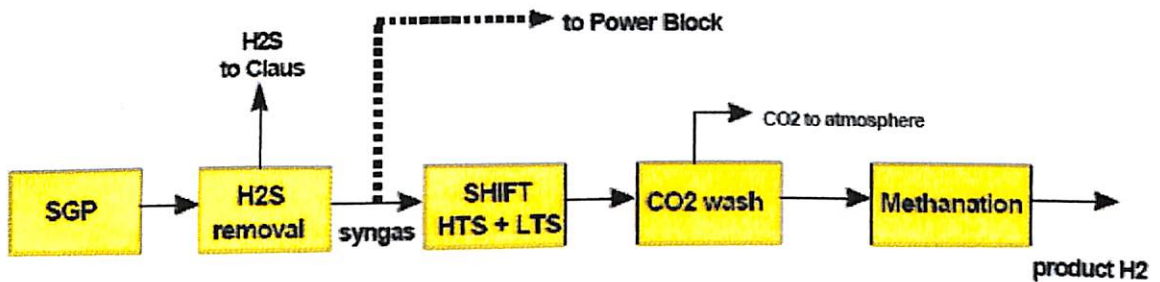 to Power Block
H2S
to Claus
CO2 to atmosphere
SGP
H2S
removal
syngas
SHIFT
HTS + LTS
CO2 wash
Methanation
product H2